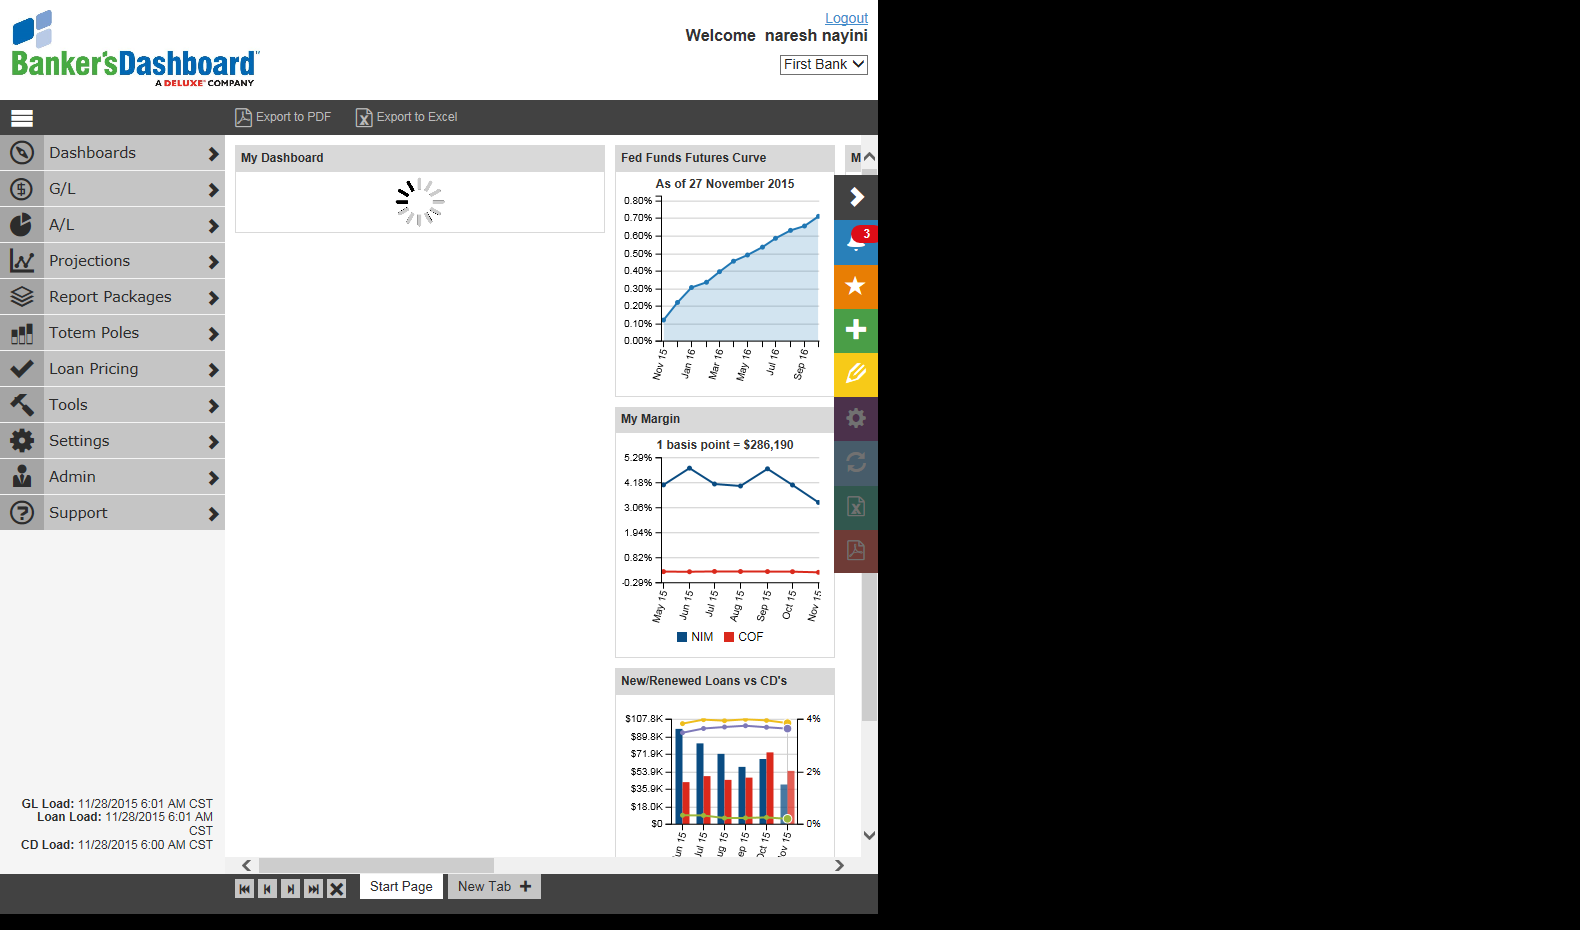 Logout
Welcome naresh nayini
First Bank
Banker'sDashboard
A DELUXE COMPANY
Export to PDF
Export to Excel
Dashboards
G/L
A/L
Projections
Report Packages
Totem Poles
Loan Pricing
Tools
Settings
Admin
Support
GL Load: 11/28/2015 6:01 AM CST
Loan Load: 11/28/2015 6:01 AM
CST
CD Load: 11/28/2015 6:00 AM CST
My Dashboard
Fed Funds Futures Curve
M
As of 27 November 2015
0.80%
0.70%
0.60%
0.50%
0.40%
0.30%
0.20%
0.10%
0.00%
Nov 15
Jan 16
Mar 16
May 16
Jul 16
Sep 16
3
My Margin
1 basis point = $286,190
5.29%
4.18%
3.06%
1.94%
0.82%
-0.29%
May 15
Jun 15
Jul 15
Aug 15
Sep 15
Oct 15
Nov 15
NIM COF
New/Renewed Loans vs CD's
$107.8K
$89.8K
$71.9K
$53.9K
$35.9K
$18.0K
$0
4%
2%
0%
un 15
ul 15
ug 15
ep 15
ct 15
ov 15
Start Page
New Tab